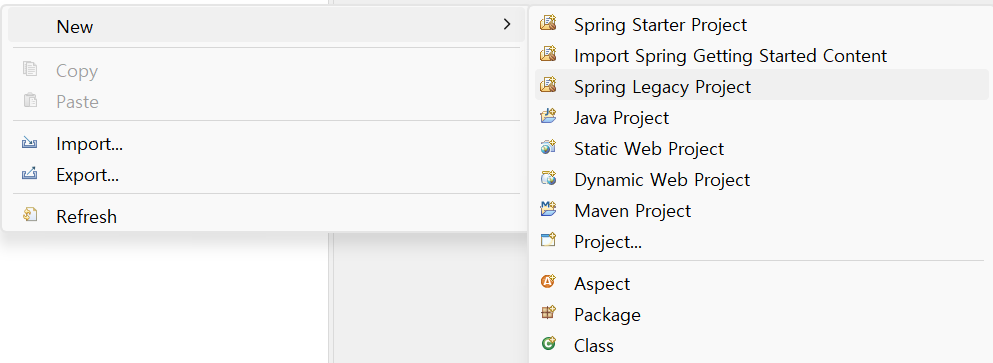 New
Copy
Paste
Import...
Export...
Refresh
Spring Starter Project
Import Spring Getting Started Content
Spring Legacy Project
Java Project
Static Web Project
Dynamic Web Project
Maven Project
Project...
Aspect
Package
Class